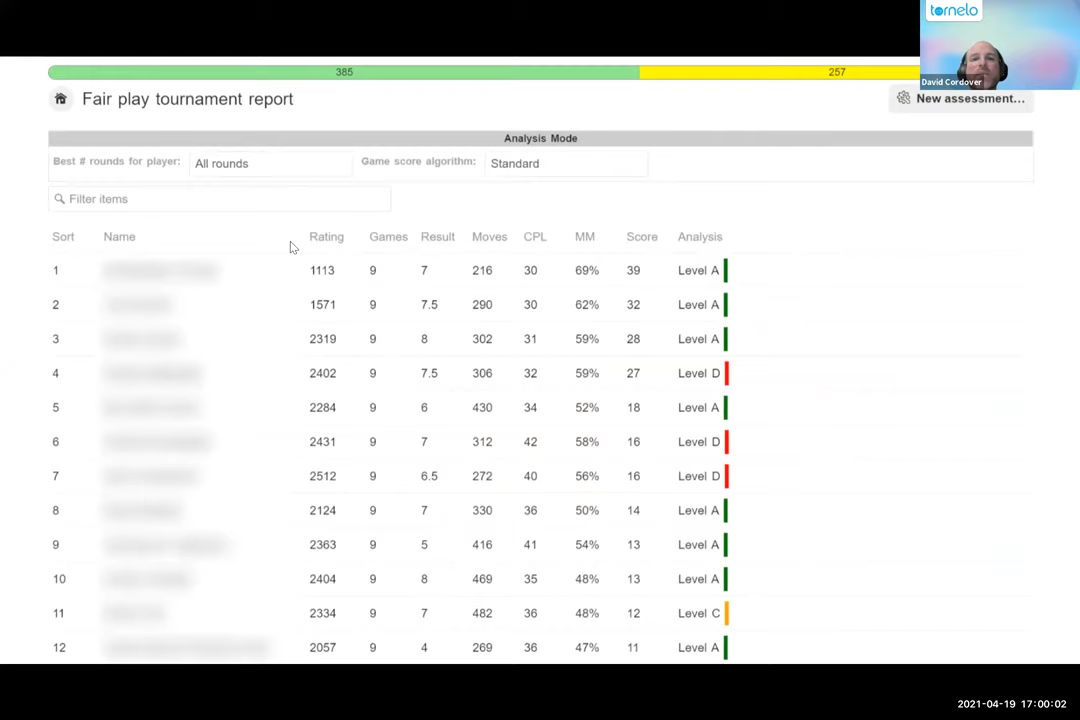 tornelo
David Cordover
385 257
Fair play tournament report
New assessment...
Analysis Mode
Best # rounds for player: All rounds Game score algorithm: Standard
Filter items
Sort Name Rating Games Result Moves CPL MM Score Analysis
1 1113 9 7 216 30 69% 39 Level A
2 1571 9 7.5 290 30 62% 32 Level A
3 2319 9 8 302 31 59% 28 Level A
4 2402 9 7.5 306 32 59% 27 Level D
5 2284 9 6 430 34 52% 18 Level A
6 2431 9 7 312 42 58% 16 Level D
7 2512 9 6.5 272 40 56% 16 Level D
8 2124 9 7 330 36 50% 14 Level A
9 2363 9 5 416 41 54% 13 Level A
10 2404 9 8 469 35 48% 13 Level A
11 2334 9 7 482 36 48% 12 Level C
12 2057 9 4 269 36 47% 11 Level A
2021-04-19 17:00:02